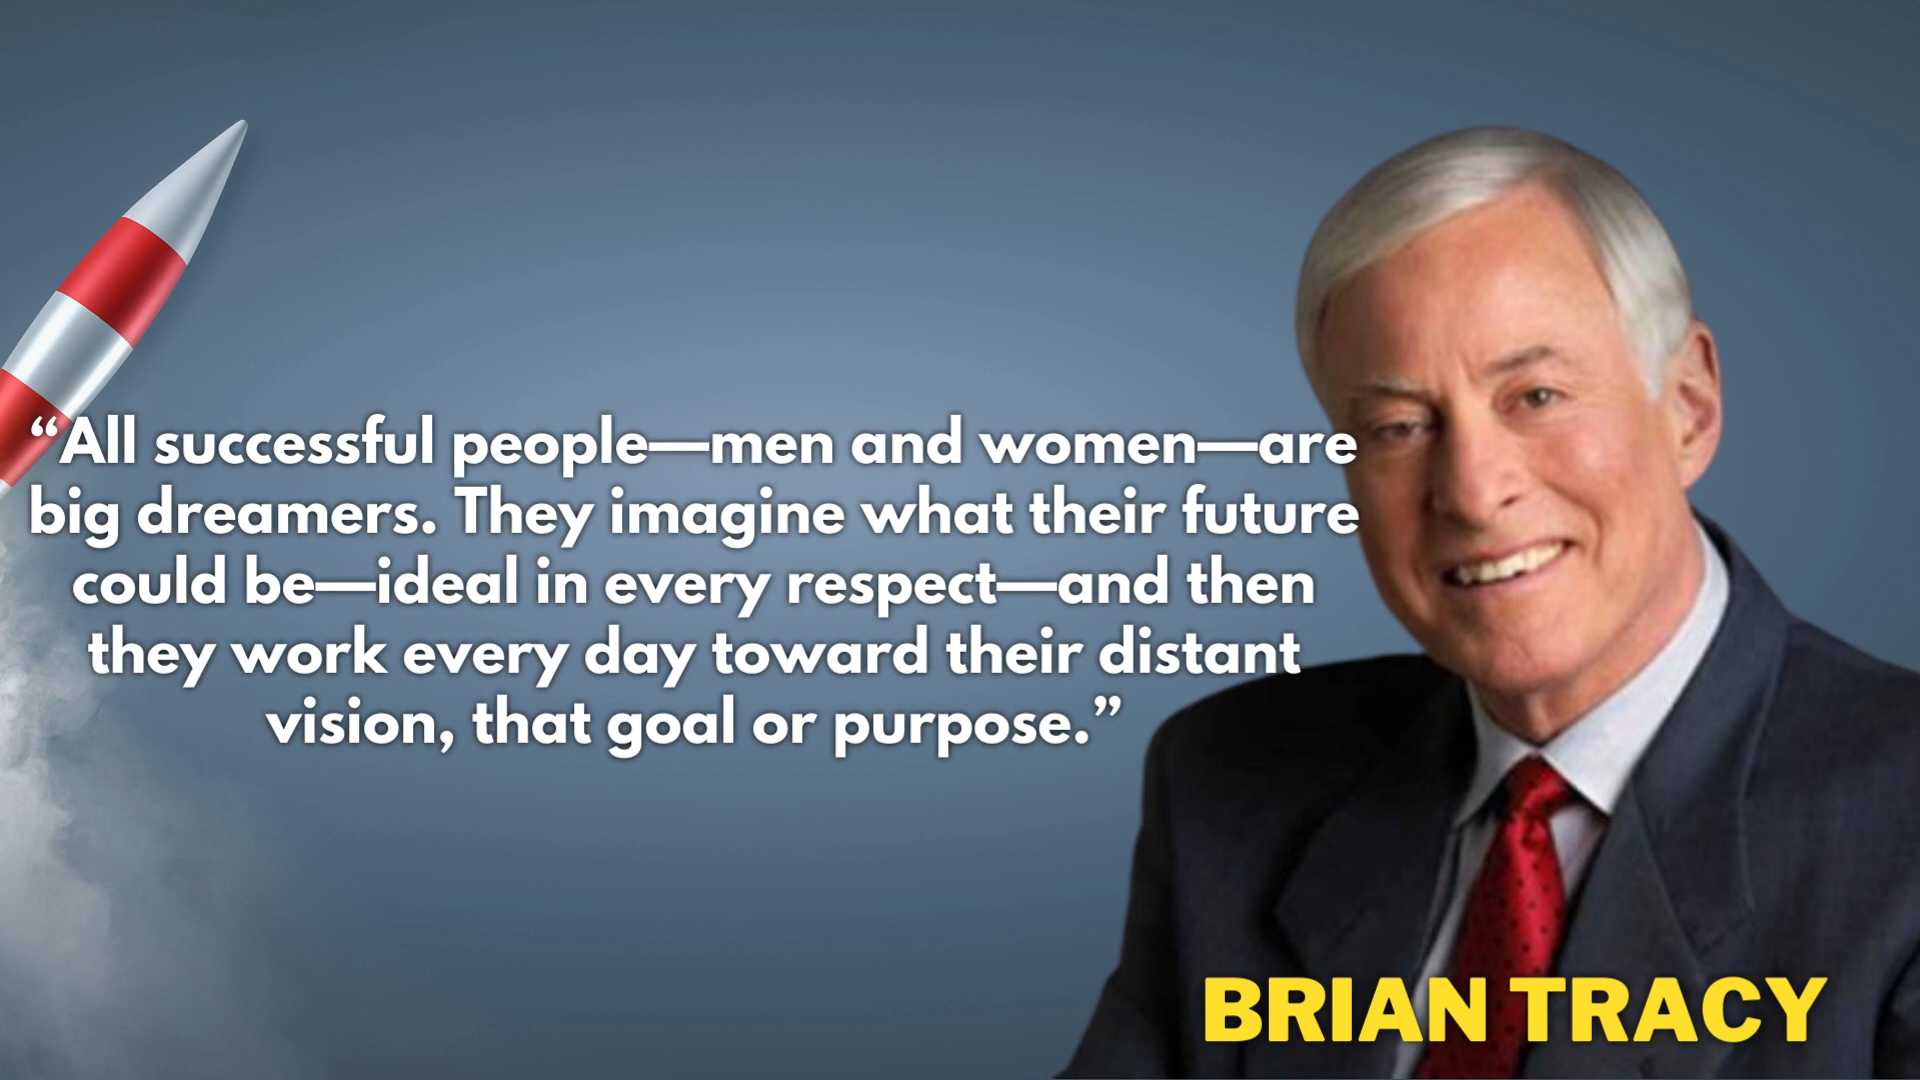 “All successful people—men and women—are
big dreamers. They imagine what their future
could be—ideal in every respect—and then
they work every day toward their distant
vision, that goal or purpose.”
BRIAN TRACY